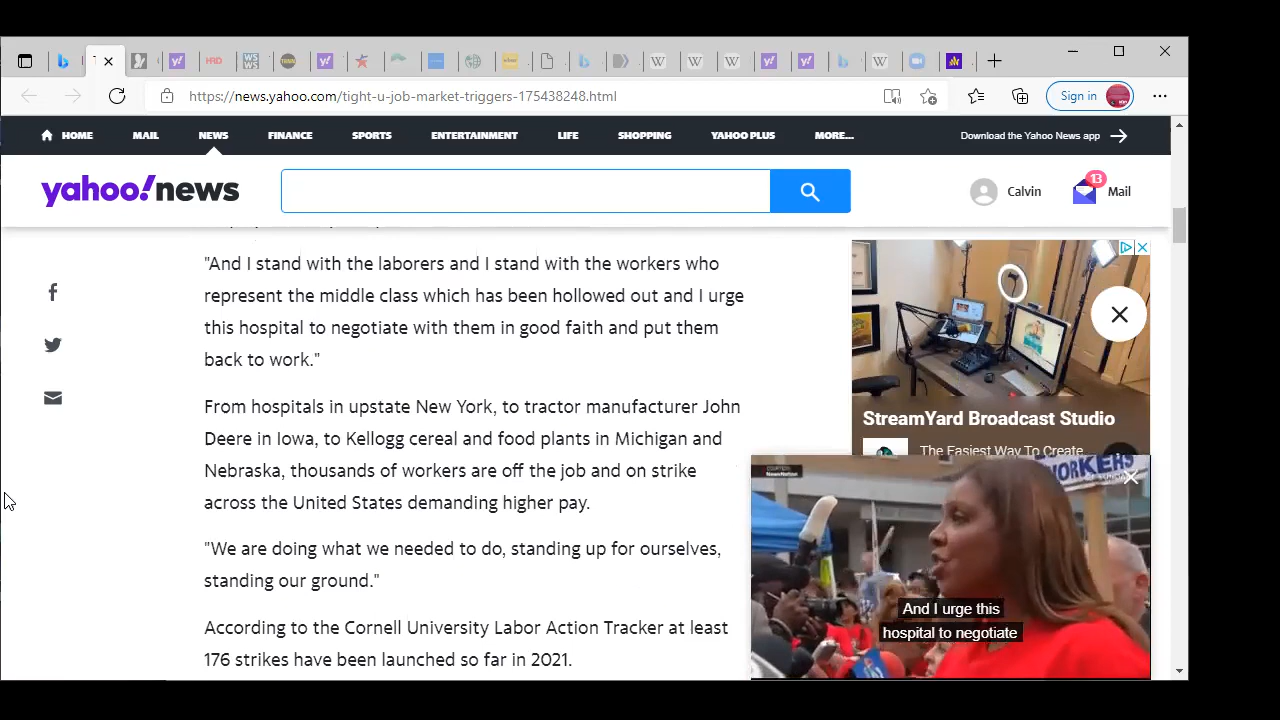 https://news.yahoo.com/tight-u-job-market-triggers-175438248.html
Sign in
HOME MAIL NEWS FINANCE SPORTS ENTERTAINMENT LIFE SHOPPING YAHOO PLUS MORE... Download the Yahoo News app
yahoo!news
Calvin
13
Mail
"And I stand with the laborers and I stand with the workers who
represent the middle class which has been hollowed out and I urge
this hospital to negotiate with them in good faith and put them
back to work."
From hospitals in upstate New York, to tractor manufacturer John
Deere in Iowa, to Kellogg cereal and food plants in Michigan and
Nebraska, thousands of workers are off the job and on strike
across the United States demanding higher pay.
"We are doing what we needed to do, standing up for ourselves,
standing our ground."
According to the Cornell University Labor Action Tracker at least
176 strikes have been launched so far in 2021.
StreamYard Broadcast Studio
The Easiest Way To Create
WORKERS
And I urge this
hospital to negotiate